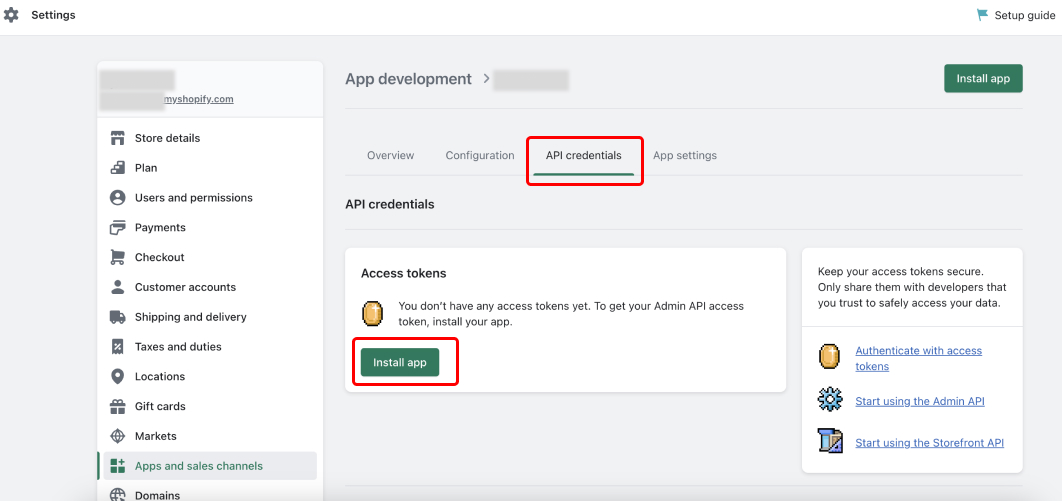 Settings
Setup guide
myshopify.com
App development >
Install app
Store details
Plan
Users and permissions
Payments
Checkout
Customer accounts
Shipping and delivery
Taxes and duties
Locations
Gift cards
Markets
Apps and sales channels
Domains
Overview
Configuration
API credentials
App settings
API credentials
Access tokens
You don't have any access tokens yet. To get your Admin API access
token, install your app.
Install app
Keep your access tokens secure.
Only share them with developers that
you trust to safely access your data.
Authenticate with access
tokens
Start using the Admin API
Start using the Storefront API